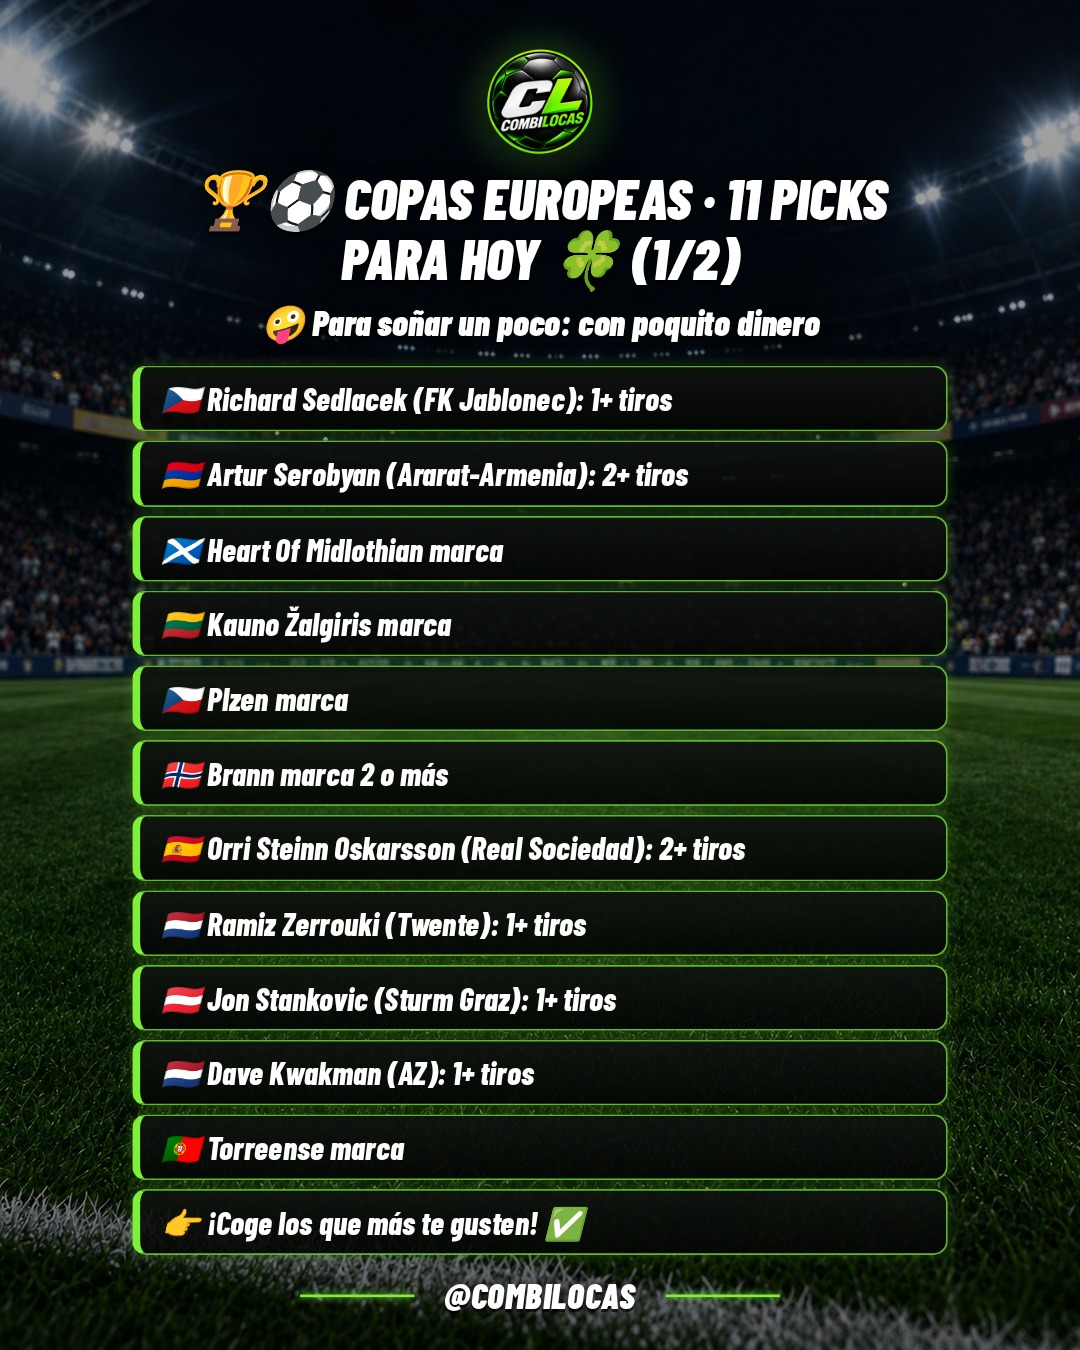 CL
COMBILOCAS
🏆⚽ COPAS EUROPEAS · 11 PICKS
PARA HOY 🍀 (1/2)
🤪 Para soñar un poco: con poquito dinero
🇨🇿 Richard Sedlacek (FK Jablonec): 1+ tiros
🇦🇲 Artur Serobyan (Ararat-Armenia): 2+ tiros
🏴󠁧󠁢󠁳󠁣󠁴󠁿 Heart Of Midlothian marca
🇱🇹 Kauno Žalgiris marca
🇨🇿 Plzen marca
🇳🇴 Brann marca 2 o más
🇪🇸 Orri Steinn Oskarsson (Real Sociedad): 2+ tiros
🇳🇱 Ramiz Zerrouki (Twente): 1+ tiros
🇦🇹 Jon Stankovic (Sturm Graz): 1+ tiros
🇳🇱 Dave Kwakman (AZ): 1+ tiros
🇵🇹 Torreense marca
👉 ¡Coge los que más te gusten! ✅
@COMBILOCAS